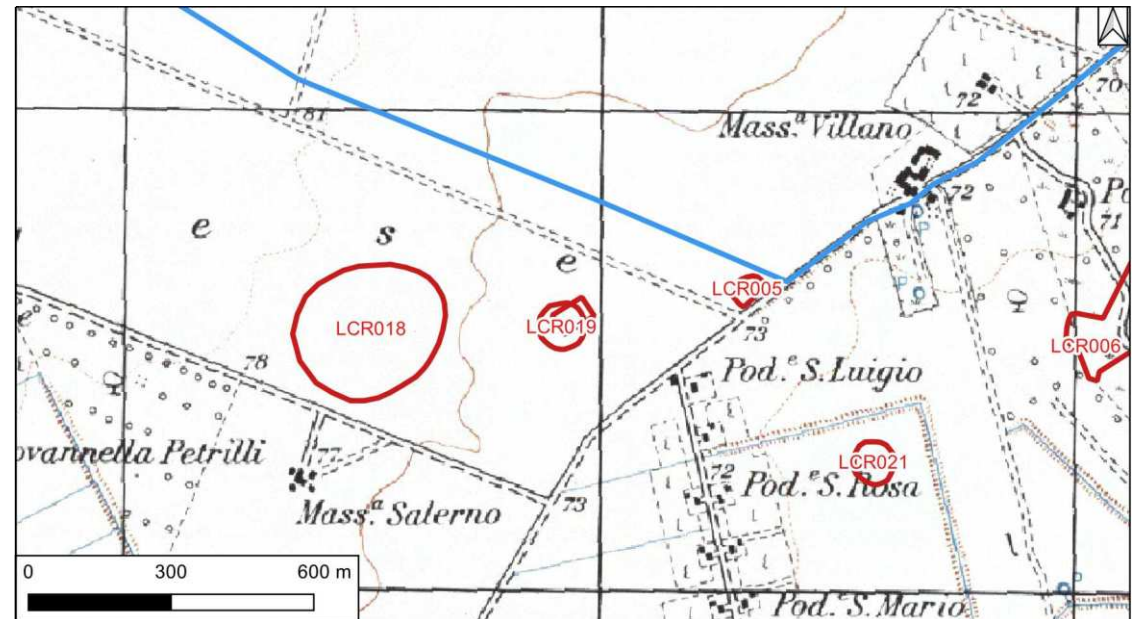 70
72
Mass.ª Villano
81
72
Po
71
e s e
LCR005
LCR018
LCR019
73
LCR006
78
Pod.ᵉ S. Luigio
ovannella Petrilli
77
LCR021
72
Pod.ᵉ S. Rosa
Mass.ª Salerno
73
0 300 600 m
Pod.ᵉ S. Mario